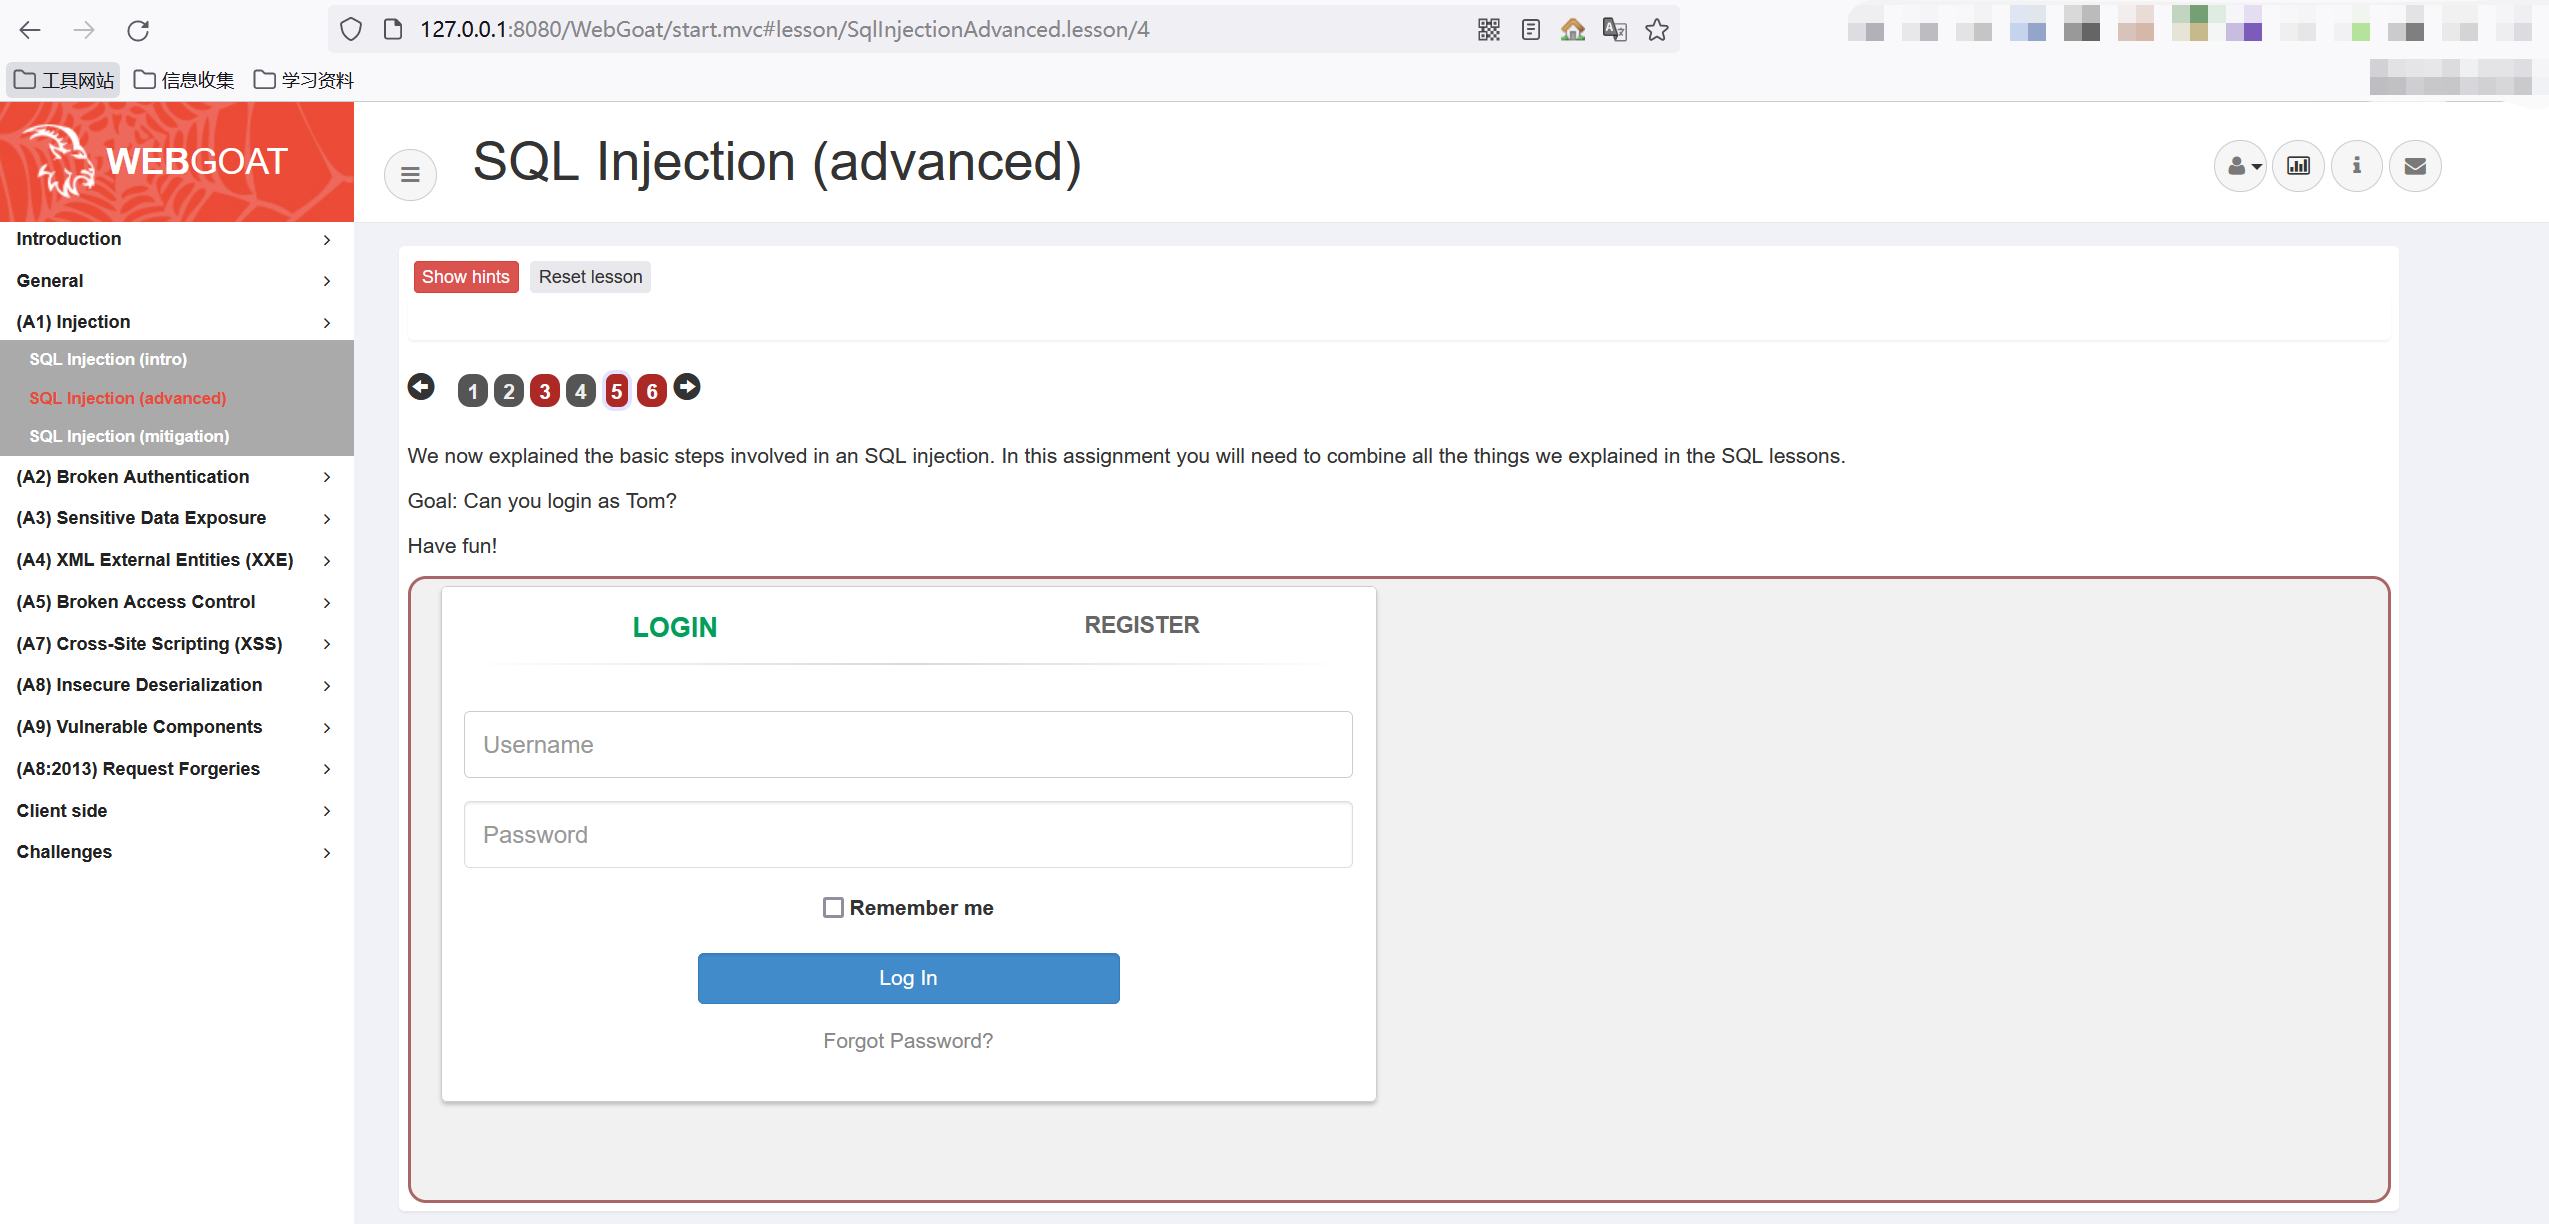 127.0.0.1:8080/WebGoat/start.mvc#lesson/SqlInjectionAdvanced.lesson/4
工具网站 信息收集 学习资料
WEBGOAT
SQL Injection (advanced)
Introduction
General
(A1) Injection
SQL Injection (intro)
SQL Injection (advanced)
SQL Injection (mitigation)
(A2) Broken Authentication
(A3) Sensitive Data Exposure
(A4) XML External Entities (XXE)
(A5) Broken Access Control
(A7) Cross-Site Scripting (XSS)
(A8) Insecure Deserialization
(A9) Vulnerable Components
(A8:2013) Request Forgeries
Client side
Challenges
Show hints Reset lesson
1 2 3 4 5 6
We now explained the basic steps involved in an SQL injection. In this assignment you will need to combine all the things we explained in the SQL lessons.
Goal: Can you login as Tom?
Have fun!
LOGIN REGISTER
Username
Password
Remember me
Log In
Forgot Password?